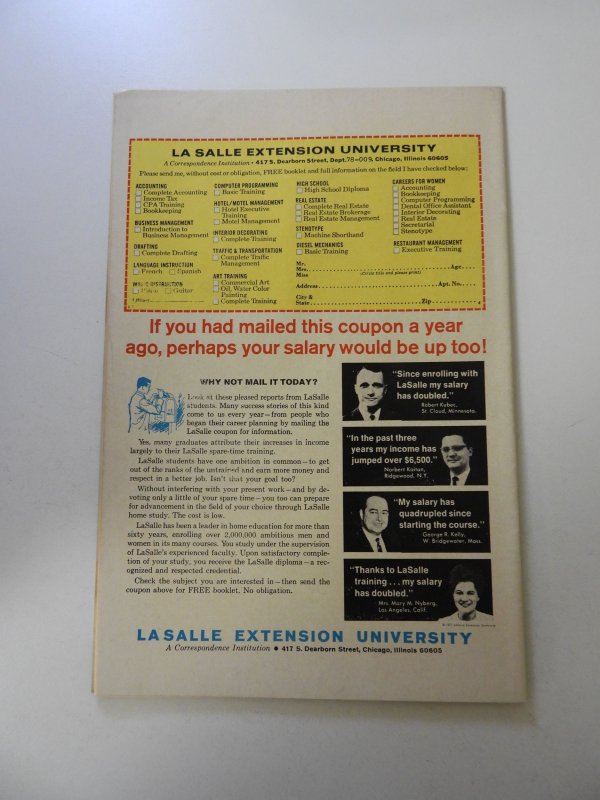 LA SALLE EXTENSION UNIVERSITY
A Correspondence Institution • 417 S. Dearborn Street, Dept. 78-009, Chicago, Illinois 60605
Please send me, without cost or obligation, FREE booklet and full information on the field I have checked below:
ACCOUNTING
Complete Accounting
Income Tax
CPA Training
Bookkeeping
BUSINESS MANAGEMENT
Introduction to
Business Management
DRAFTING
Complete Drafting
LANGUAGE INSTRUCTION
French Spanish
INSTRUCTION
Guitar
COMPUTER PROGRAMMING
Basic Training
HOTEL/MOTEL MANAGEMENT
Hotel Executive
Training
Motel Management
INTERIOR DECORATING
Complete Training
TRAFFIC & TRANSPORTATION
Complete Traffic
Management
ART TRAINING
Commercial Art
Oil, Water Color
Painting
Complete Training
HIGH SCHOOL
High School Diploma
REAL ESTATE
Complete Real Estate
Real Estate Brokerage
Real Estate Management
STENOTYPE
Machine Shorthand
DIESEL MECHANICS
Basic Training
CAREERS FOR WOMEN
Accounting
Bookkeeping
Computer Programming
Dental Office Assistant
Interior Decorating
Real Estate
Secretarial
Stenotype
RESTAURANT MANAGEMENT
Executive Training
Mr.
Mrs. Age
Miss (Circle title and please print)
Address Apt. No.
City &
State Zip
If you had mailed this coupon a year
ago, perhaps your salary would be up too!
WHY NOT MAIL IT TODAY?
Look at these pleased reports from LaSalle
students. Many success stories of this kind
come to us every year—from people who
began their career planning by mailing the
LaSalle coupon for information.
Yes, many graduates attribute their increases in income
largely to their LaSalle spare-time training.
LaSalle students have one ambition in common—to get
out of the ranks of the untrained and earn more money and
respect in a better job. Isn't that your goal too?
Without interfering with your present work—and by de-
voting only a little of your spare time—you too can prepare
for advancement in the field of your choice through LaSalle
home study. The cost is low.
LaSalle has been a leader in home education for more than
sixty years, enrolling over 2,000,000 ambitious men and
women in its many courses. You study under the supervision
of LaSalle's experienced faculty. Upon satisfactory comple-
tion of your study, you receive the LaSalle diploma—a rec-
ognized and respected credential.
Check the subject you are interested in—then send the
coupon above for FREE booklet. No obligation.
"Since enrolling with
LaSalle my salary
has doubled."
Robert Kuber,
St. Cloud, Minnesota.
"In the past three
years my income has
jumped over $6,500."
Norbert
Ridgewood, N.Y.
"My salary has
quadrupled since
starting the course."
George R. Kelly,
W. Bridgewater, Mass.
"Thanks to LaSalle
training ... my salary
has doubled."
Mrs. Mary M. Nyberg,
Los Angeles, Calif.
LASALLE EXTENSION UNIVERSITY
A Correspondence Institution • 417 S. Dearborn Street, Chicago, Illinois 60605